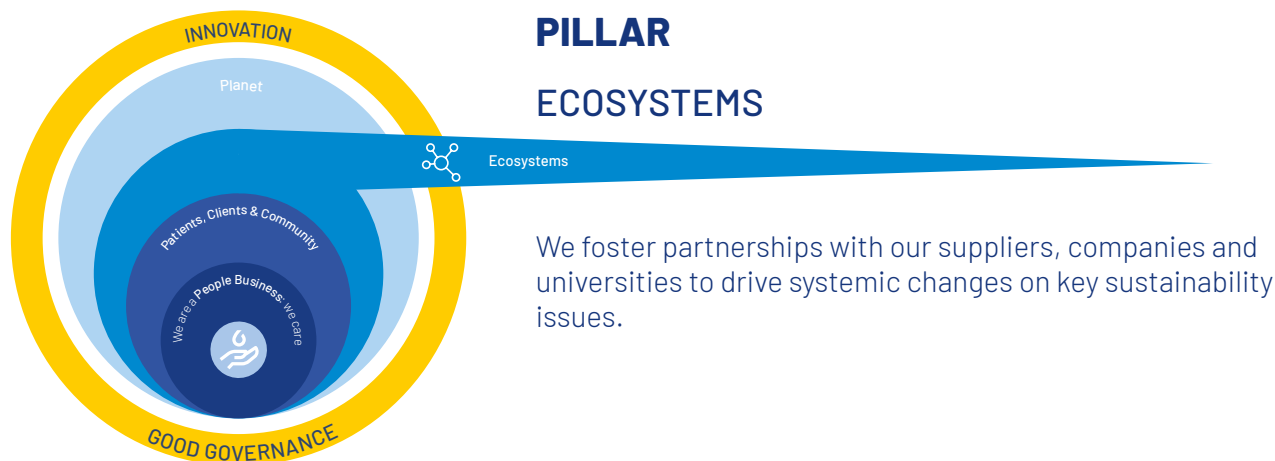 INNOVATION
Planet
Ecosystems
Patients, Clients & Community
We are a People Business: we care
GOOD GOVERNANCE
PILLAR
ECOSYSTEMS
We foster partnerships with our suppliers, companies and
universities to drive systemic changes on key sustainability
issues.